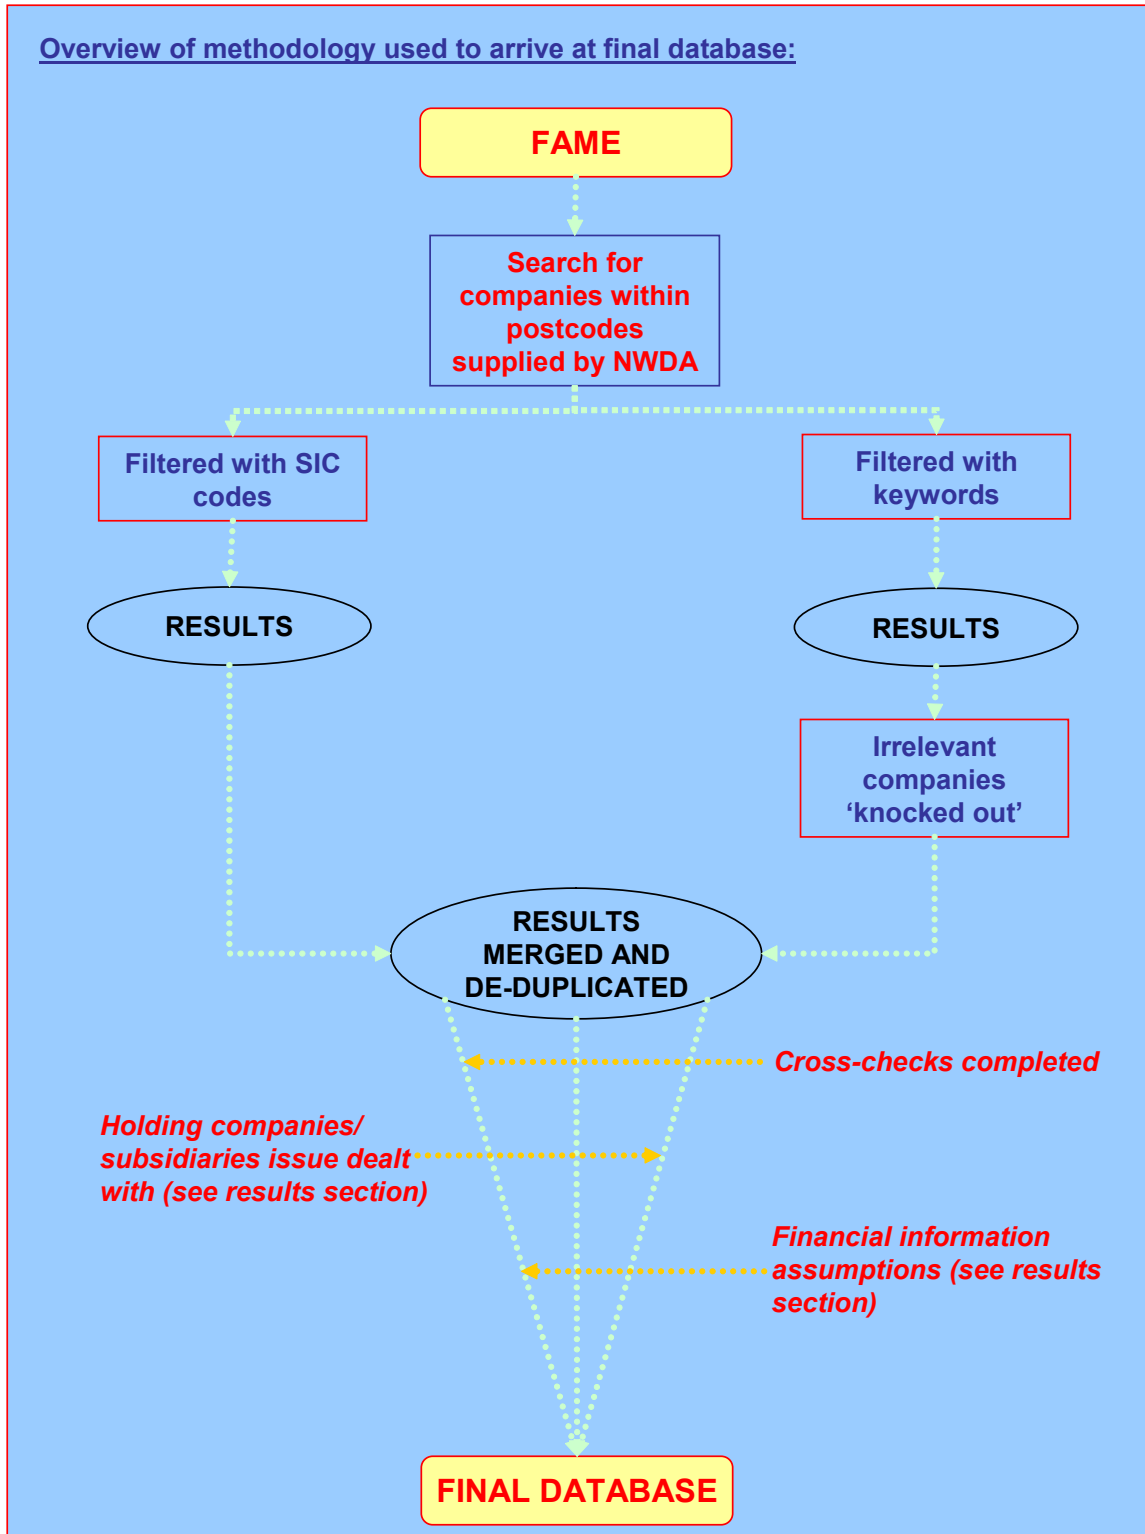 Overview of methodology used to arrive at final database:
FAME
Search for
companies within
postcodes
supplied by NWDA
Filtered with SIC
codes
Filtered with
keywords
RESULTS
RESULTS
Irrelevant
companies
‘knocked out’
RESULTS
MERGED AND
DE-DUPLICATED
Cross-checks completed
Holding companies/
subsidiaries issue dealt
with (see results section)
Financial information
assumptions (see results
section)
FINAL DATABASE